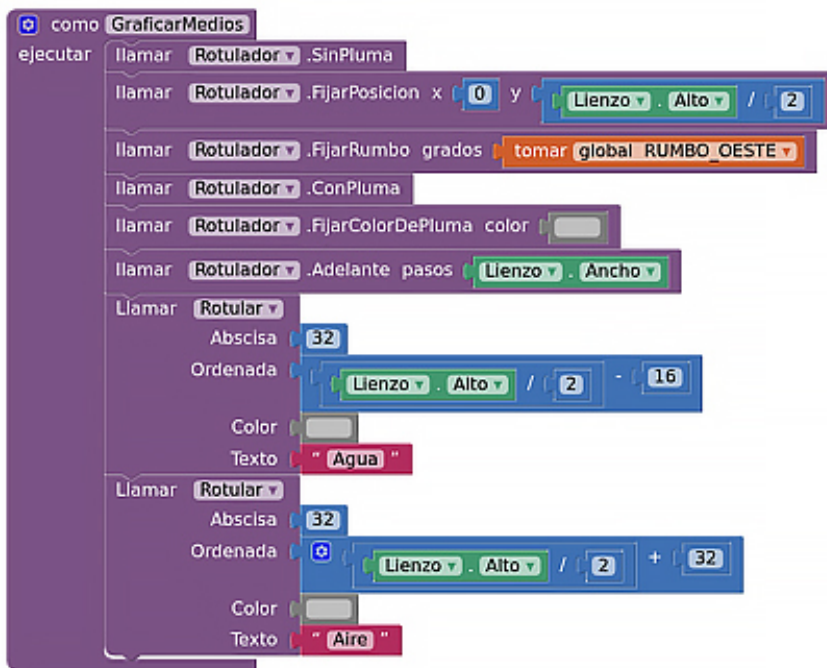 como GraficarMedios
ejecutar llamar Rotulador .SinPluma
llamar Rotulador .FijarPosicion x 0 y Lienzo . Alto / 2
llamar Rotulador .FijarRumbo grados tomar global RUMBO_OESTE
llamar Rotulador .ConPluma
llamar Rotulador .FijarColorDePluma color
llamar Rotulador .Adelante pasos Lienzo . Ancho
Llamar Rotular
Abscisa 32
Ordenada Lienzo . Alto / 2 - 16
Color
Texto " Agua "
Llamar Rotular
Abscisa 32
Ordenada Lienzo . Alto / 2 + 32
Color
Texto " Aire "